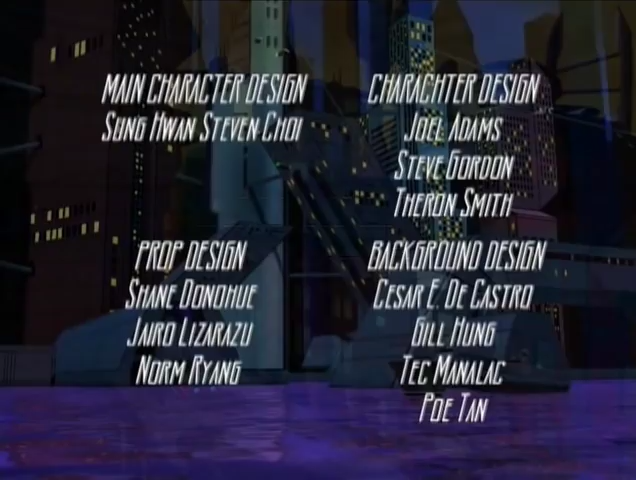 MAIN CHARACTER DESIGN
SUNG HWAN STEVEN CHOI
CHARACHTER DESIGN
JOEL ADAMS
STEVE GORDON
THERON SMITH
PROP DESIGN
SHANE DONOHUE
JAIRO LIZARAZU
NORM RYANG
BACKGROUND DESIGN
CESAR E. DE CASTRO
GILL HUNG
TEC MANALAC
POE TAN